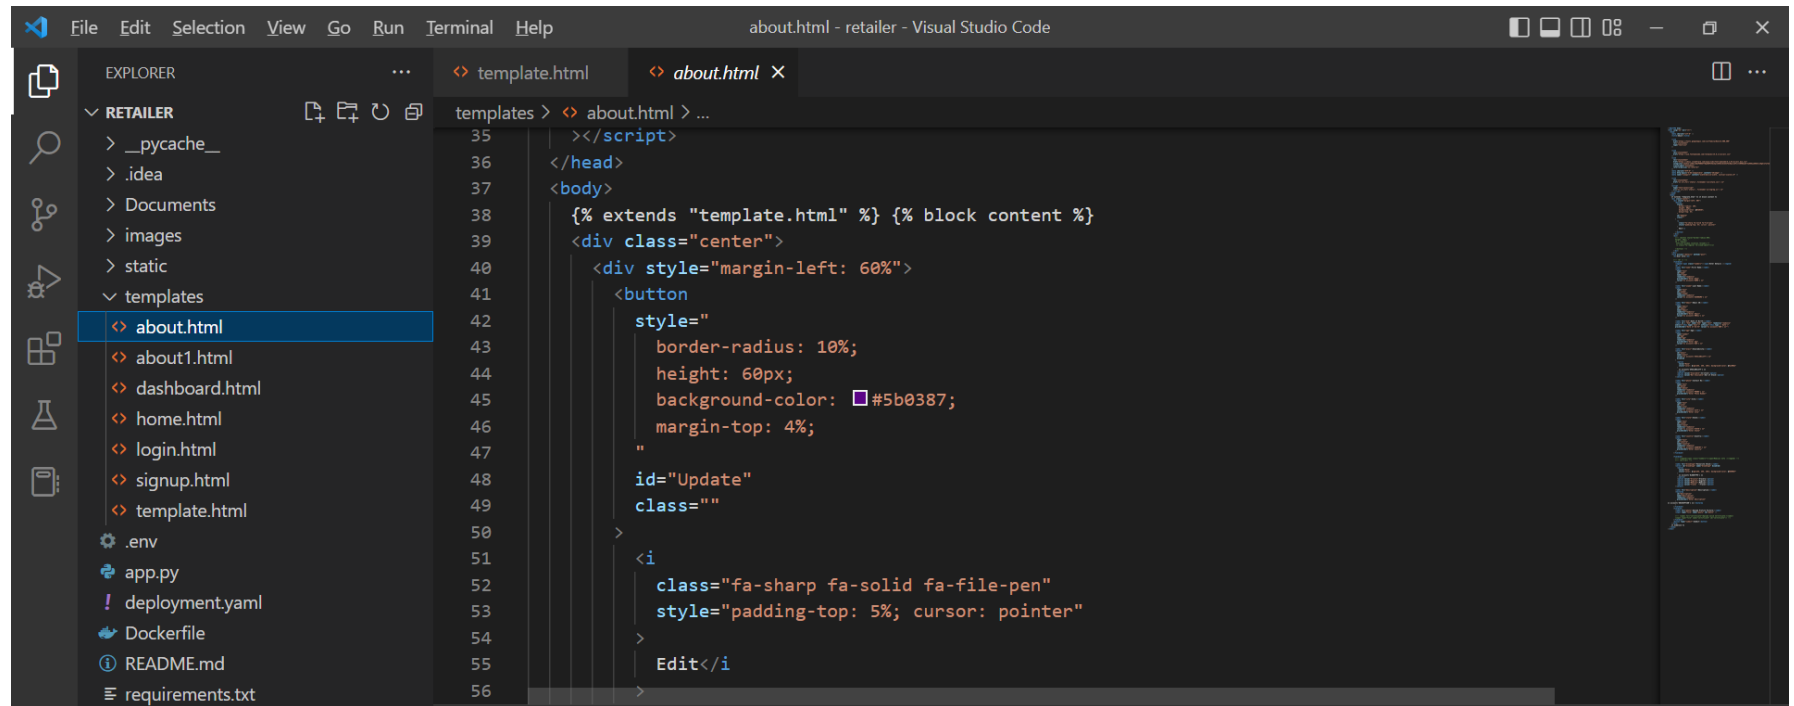 File Edit Selection View Go Run Terminal Help
about.html - retailer - Visual Studio Code
EXPLORER
RETAILER
__pycache__
.idea
Documents
images
static
templates
about.html
about1.html
dashboard.html
home.html
login.html
signup.html
template.html
.env
app.py
deployment.yaml
Dockerfile
README.md
requirements.txt
template.html
about.html
templates > about.html > ...
35 ></script>
36 </head>
37 <body>
38 {% extends "template.html" %} {% block content %}
39 <div class="center">
40 <div style="margin-left: 60%">
41 <button
42 style="
43 border-radius: 10%;
44 height: 60px;
45 background-color: #5b0387;
46 margin-top: 4%;
47 "
48 id="Update"
49 class=""
50 >
51 <i
52 class="fa-sharp fa-solid fa-file-pen"
53 style="padding-top: 5%; cursor: pointer"
54 >
55 Edit</i
56 >